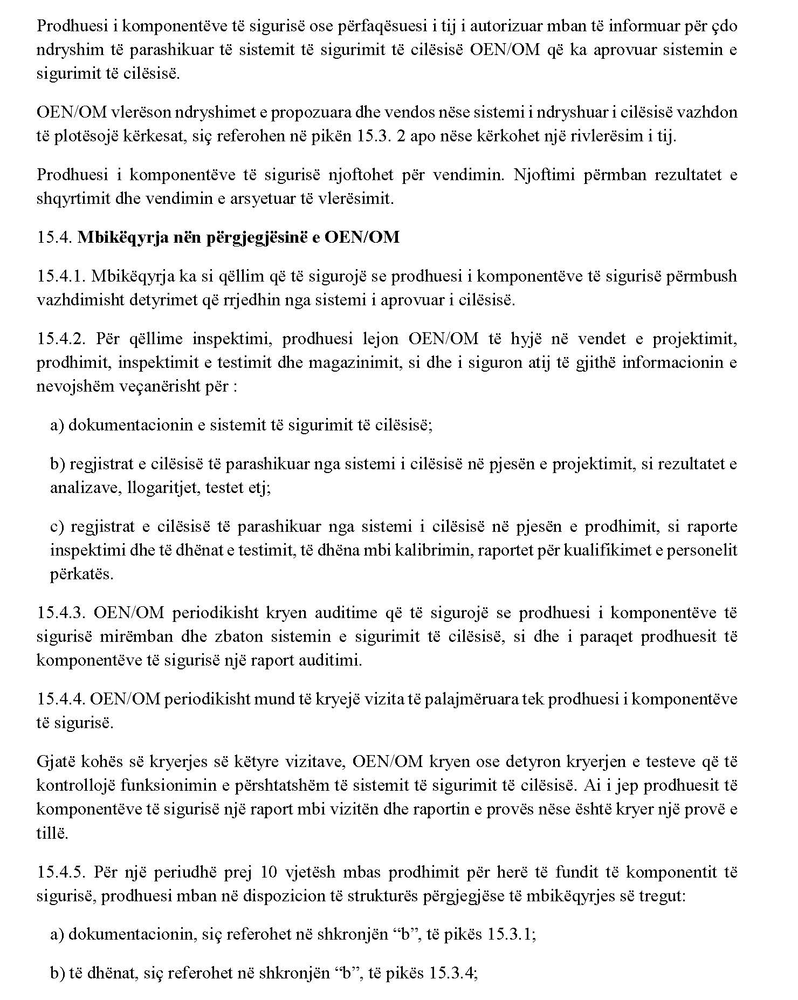 Prodhuesi i komponentëve të sigurisë ose përfaqësuesi i tij i autorizuar mban të informuar për çdo
ndryshim të parashikuar të sistemit të sigurimit të cilësisë OEN/OM që ka aprovuar sistemin e
sigurimit të cilësisë.
OEN/OM vlerëson ndryshimet e propozuara dhe vendos nëse sistemi i ndryshuar i cilësisë vazhdon
të plotësojë kërkesat, siç referohen në pikën 15.3. 2 apo nëse kërkohet një rivlerësim i tij.
Prodhuesi i komponentëve të sigurisë njoftohet për vendimin. Njoftimi përmban rezultatet e
shqyrtimit dhe vendimin e arsyetuar të vlerësimit.
15.4. Mbikëqyrja nën përgjegjësinë e OEN/OM
15.4.1. Mbikëqyrja ka si qëllim që të sigurojë se prodhuesi i komponentëve të sigurisë përmbush
vazhdimisht detyrimet që rrjedhin nga sistemi i aprovuar i cilësisë.
15.4.2. Për qëllime inspektimi, prodhuesi lejon OEN/OM të hyjë në vendet e projektimit,
prodhimit, inspektimit e testimit dhe magazinimit, si dhe i siguron atij të gjithë informacionin e
nevojshëm veçanërisht për :
a) dokumentacionin e sistemit të sigurimit të cilësisë;
b) regjistrat e cilësisë të parashikuar nga sistemi i cilësisë në pjesën e projektimit, si rezultatet e
analizave, llogaritjet, testet etj;
c) regjistrat e cilësisë të parashikuar nga sistemi i cilësisë në pjesën e prodhimit, si raporte
inspektimi dhe të dhënat e testimit, të dhëna mbi kalibrimin, raportet për kualifikimet e personelit
përkatës.
15.4.3. OEN/OM periodikisht kryen auditime që të sigurojë se prodhuesi i komponentëve të
sigurisë mirëmban dhe zbaton sistemin e sigurimit të cilësisë, si dhe i paraqet prodhuesit të
komponentëve të sigurisë një raport auditimi.
15.4.4. OEN/OM periodikisht mund të kryejë vizita të palajmëruara tek prodhuesi i komponentëve
të sigurisë.
Gjatë kohës së kryerjes së këtyre vizitave, OEN/OM kryen ose detyron kryerjen e testeve që të
kontrollojë funksionimin e përshtatshëm të sistemit të sigurimit të cilësisë. Ai i jep prodhuesit të
komponentëve të sigurisë një raport mbi vizitën dhe raportin e provës nëse është kryer një provë e
tillë.
15.4.5. Për një periudhë prej 10 vjetësh mbas prodhimit për herë të fundit të komponentit të
sigurisë, prodhuesi mban në dispozicion të strukturës përgjegjëse të mbikëqyrjes së tregut:
a) dokumentacionin, siç referohet në shkronjën “b”, të pikës 15.3.1;
b) të dhënat, siç referohet në shkronjën “b”, të pikës 15.3.4;